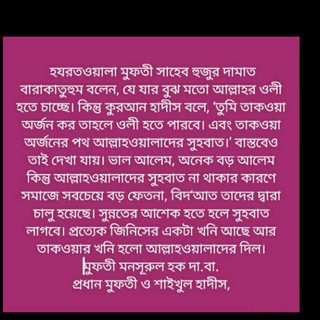 হযরতওয়ালা মুফতী সাহেব হুজুর দামাত
বারাকাতুহুম বলেন, যে যার বুঝ মতো আল্লাহর ওলী
হতে চাচ্ছে। কিন্তু কুরআন হাদীস বলে, 'তুমি তাকওয়া
অর্জন কর তাহলে ওলী হতে পারবে। এবং তাকওয়া
অর্জনের পথ আল্লাহওয়ালাদের সুহবাত।' বাস্তবেও
তাই দেখা যায়। ভাল আলেম, অনেক বড় আলেম
কিন্তু আল্লাহওয়ালাদের সুহবাত না থাকার কারণে
সমাজে সবচেয়ে বড় ফেতনা, বিদ'আত তাদের দ্বারা
চালু হয়েছে। সুন্নতের আশেক হতে হলে সুহবাত
লাগবে। প্রত্যেক জিনিসের একটা খনি আছে আর
তাকওয়ার খনি হলো আল্লাহওয়ালাদের দিল।
মুফতী মনসূরুল হক দা.বা.
প্রধান মুফতী ও শাইখুল হাদীস,